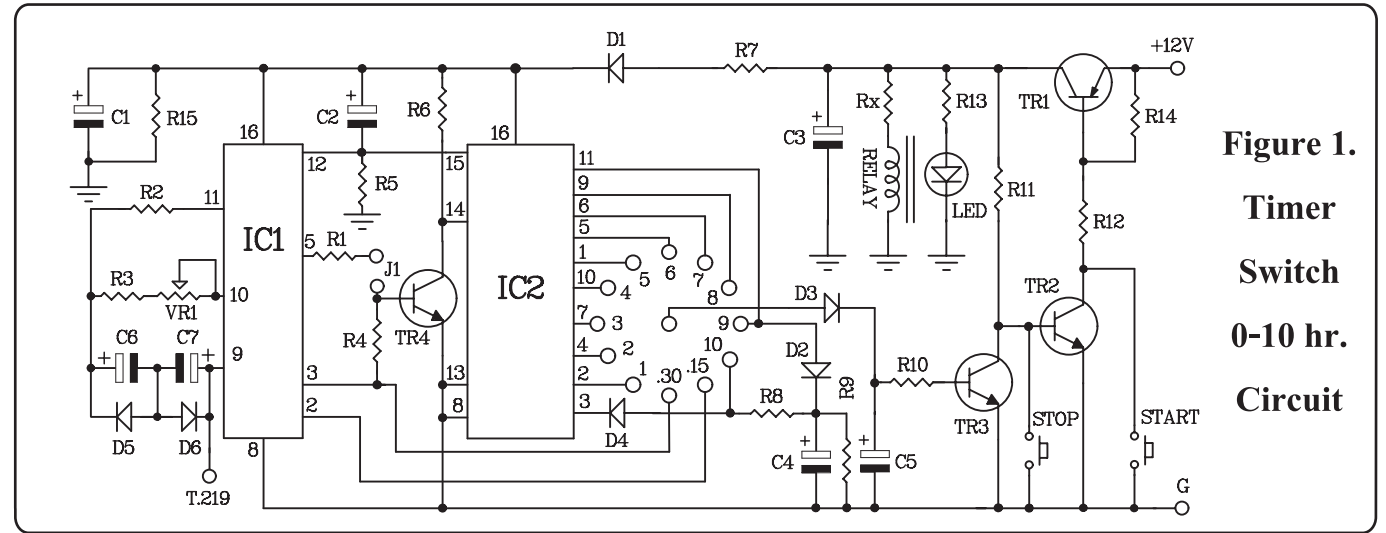 D1
R7
+12V
C1
R15
16
C2
R6
16
C3
Rx
R13
TR1
R14
Figure 1.
Timer
Switch
0-10 hr.
Circuit
12
15
R5
11
9
6
5
1
10
7
4
2
3
RELAY
LED
R11
R12
R2
11
IC1
5
R1
J1
14
IC2
R3
VR1
10
TR4
R4
C6
C7
9
3
2
13
8
D5
D6
8
T.219
5
6
7
8
4
3
9
2
10
1
.30
.15
D3
D2
D4
R8
R9
R10
C4
C5
TR2
TR3
STOP
START
G
+
+
+
+
+
+
+